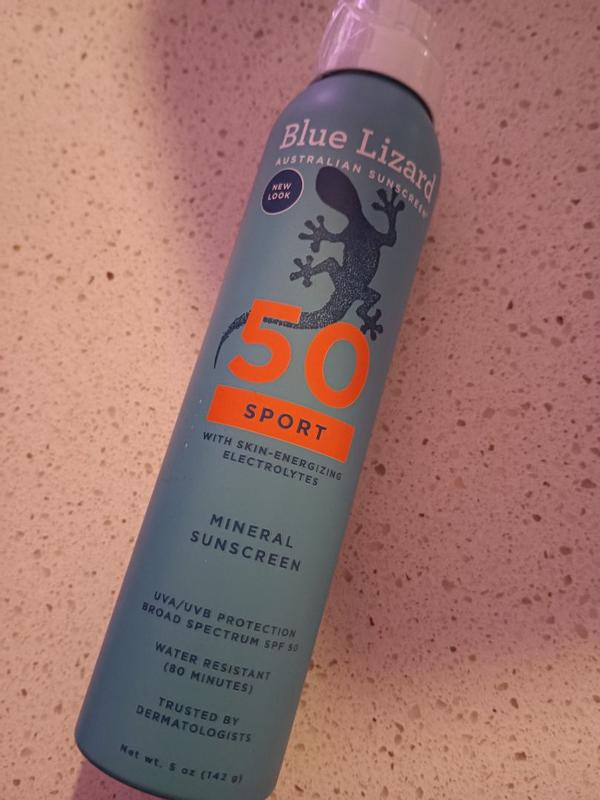 Blue Lizard
AUSTRALIAN SUNSCREEN
NEW
LOOK
50
SPORT
WITH SKIN-ENERGIZING
ELECTROLYTES
MINERAL
SUNSCREEN
UVA/UVB PROTECTION
BROAD SPECTRUM SPF 50
WATER RESISTANT
(80 MINUTES)
TRUSTED BY
DERMATOLOGISTS
Net wt. 5 oz (142 g)